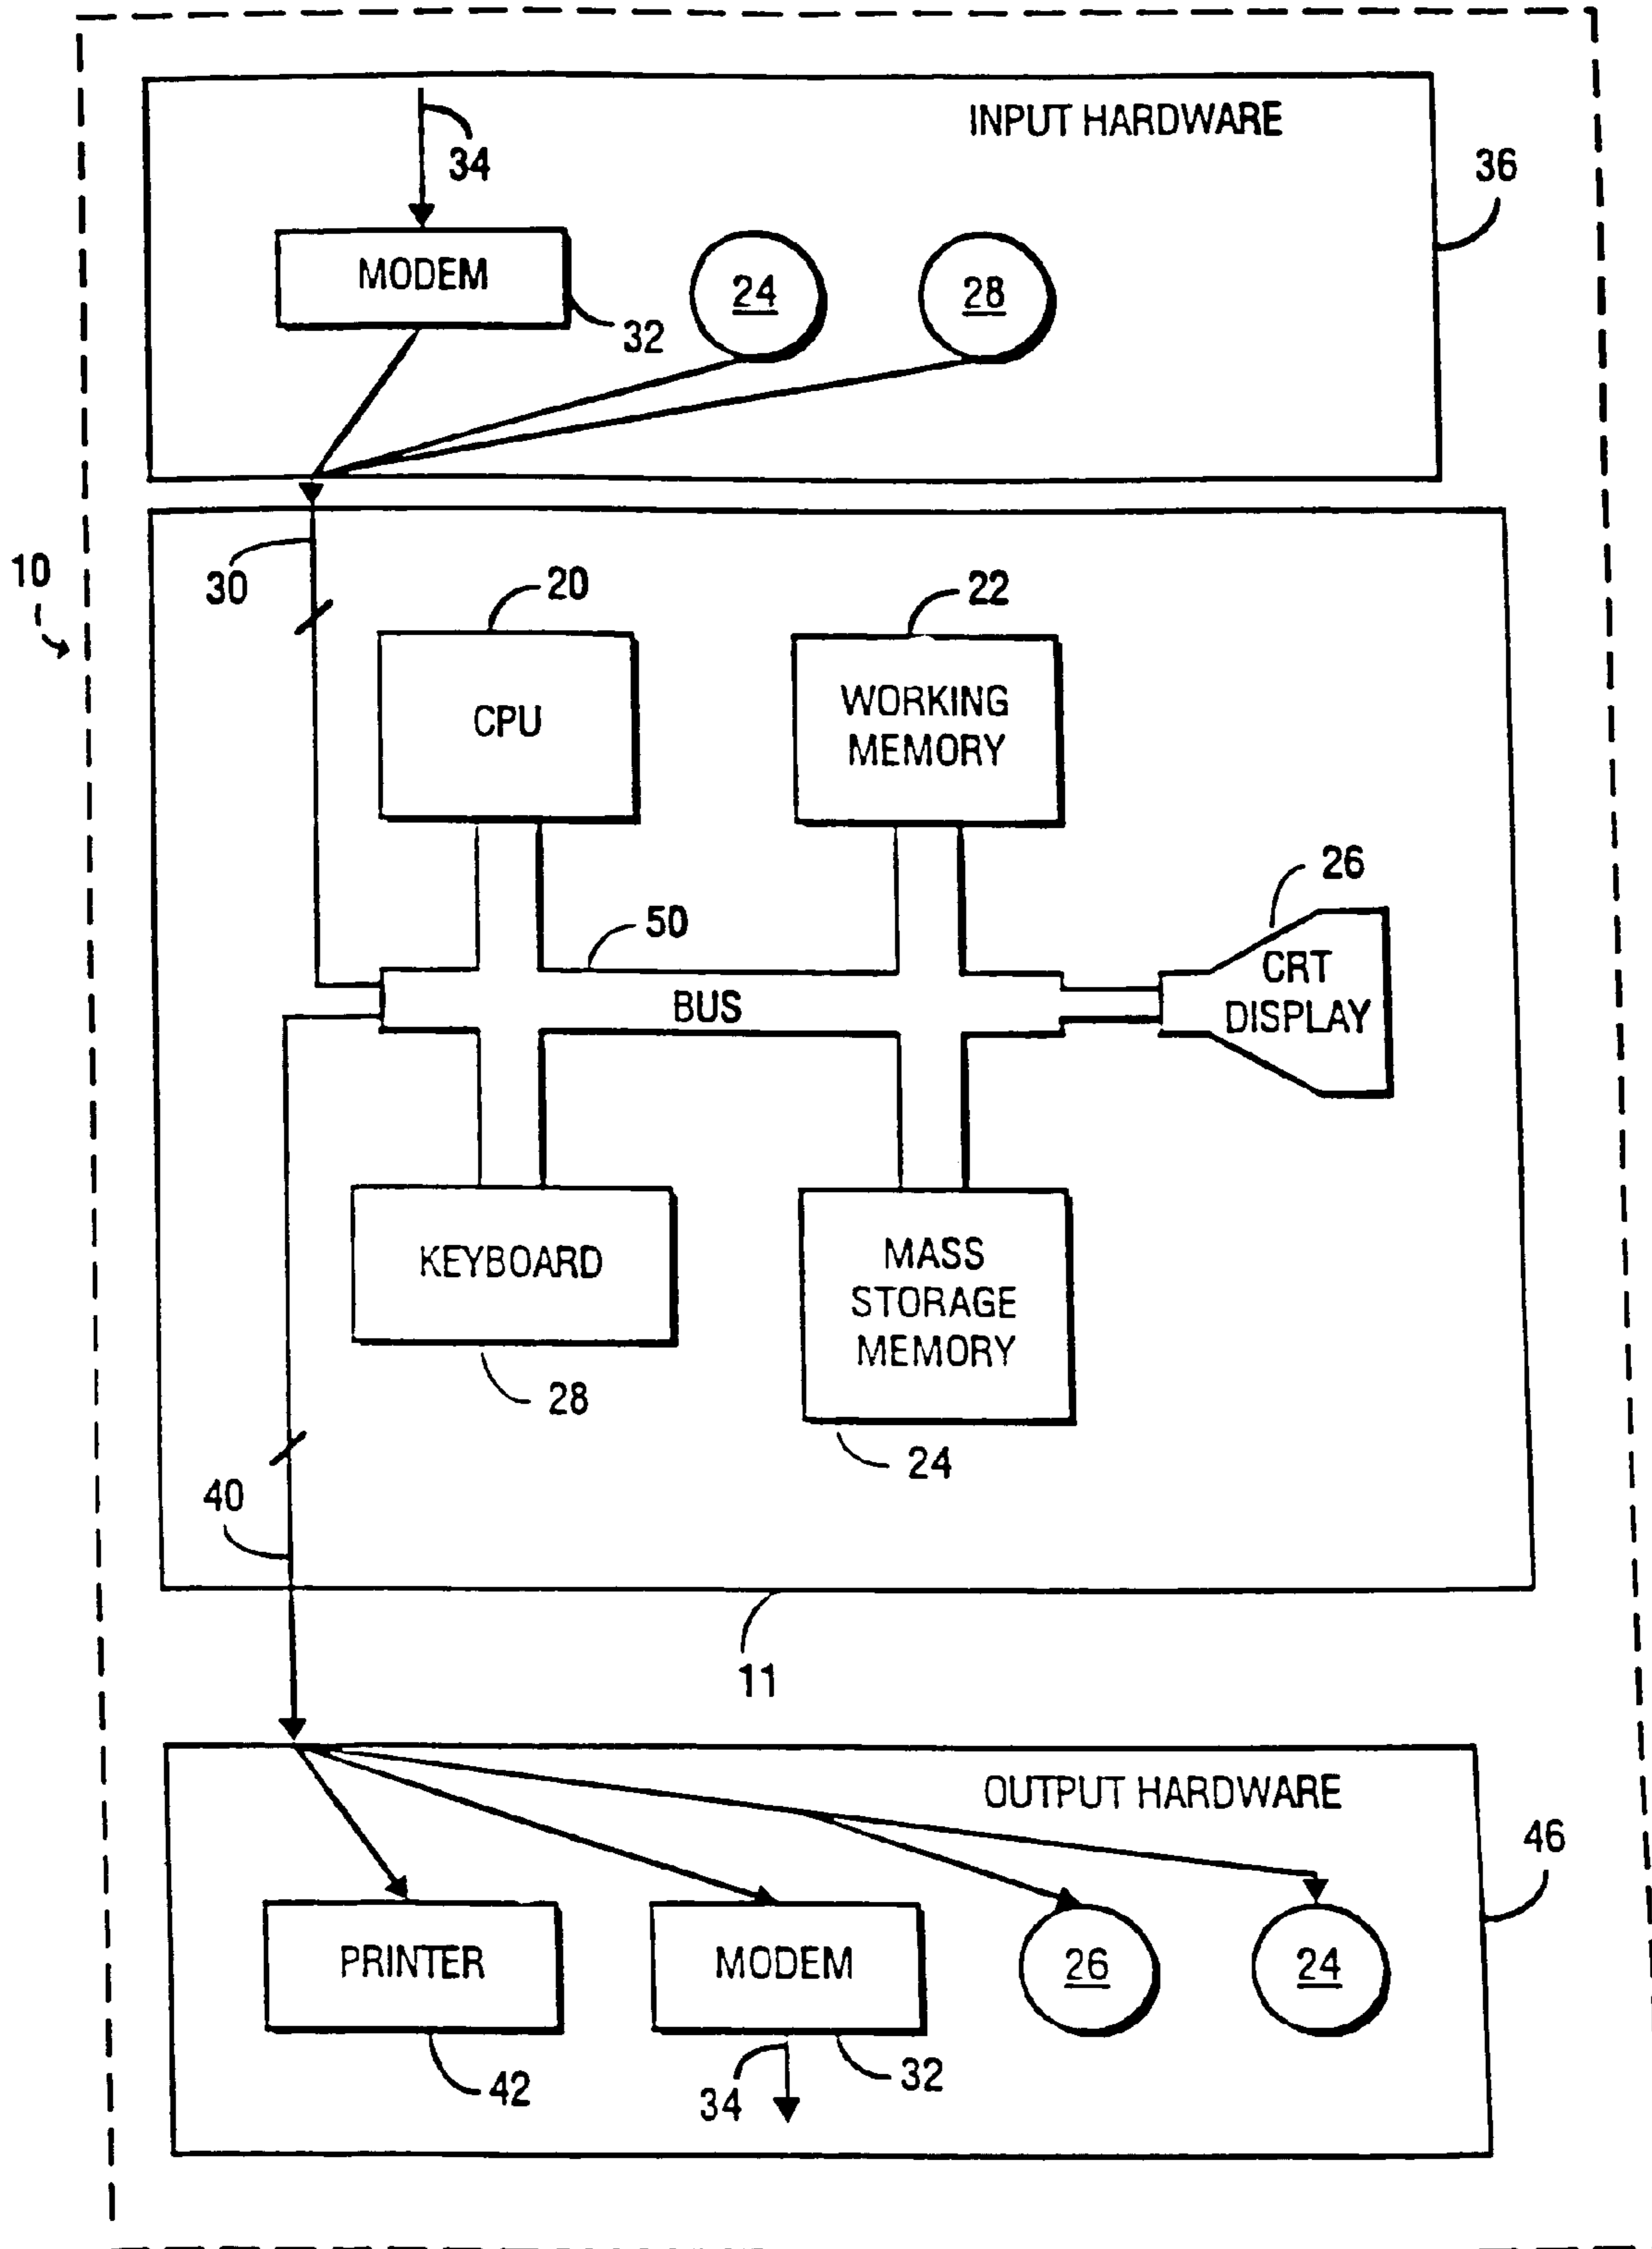 INPUT HARDWARE
34
36
MODEM
24
28
32
10
30
20
22
CPU
WORKING
MEMORY
26
50
CRT
DISPLAY
BUS
KEYBOARD
MASS
STORAGE
MEMORY
28
24
40
11
OUTPUT HARDWARE
46
PRINTER
MODEM
26
24
42
34
32